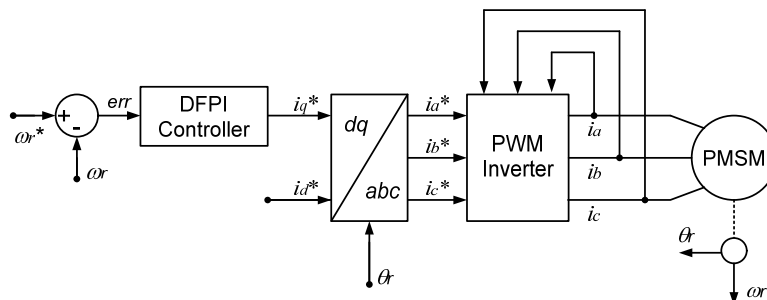 ωr*
+
-
err
ωr
DFPI
Controller
iq*
id*
dq
abc
θr
ia*
ib*
ic*
PWM
Inverter
ia
ib
ic
PMSM
θr
ωr